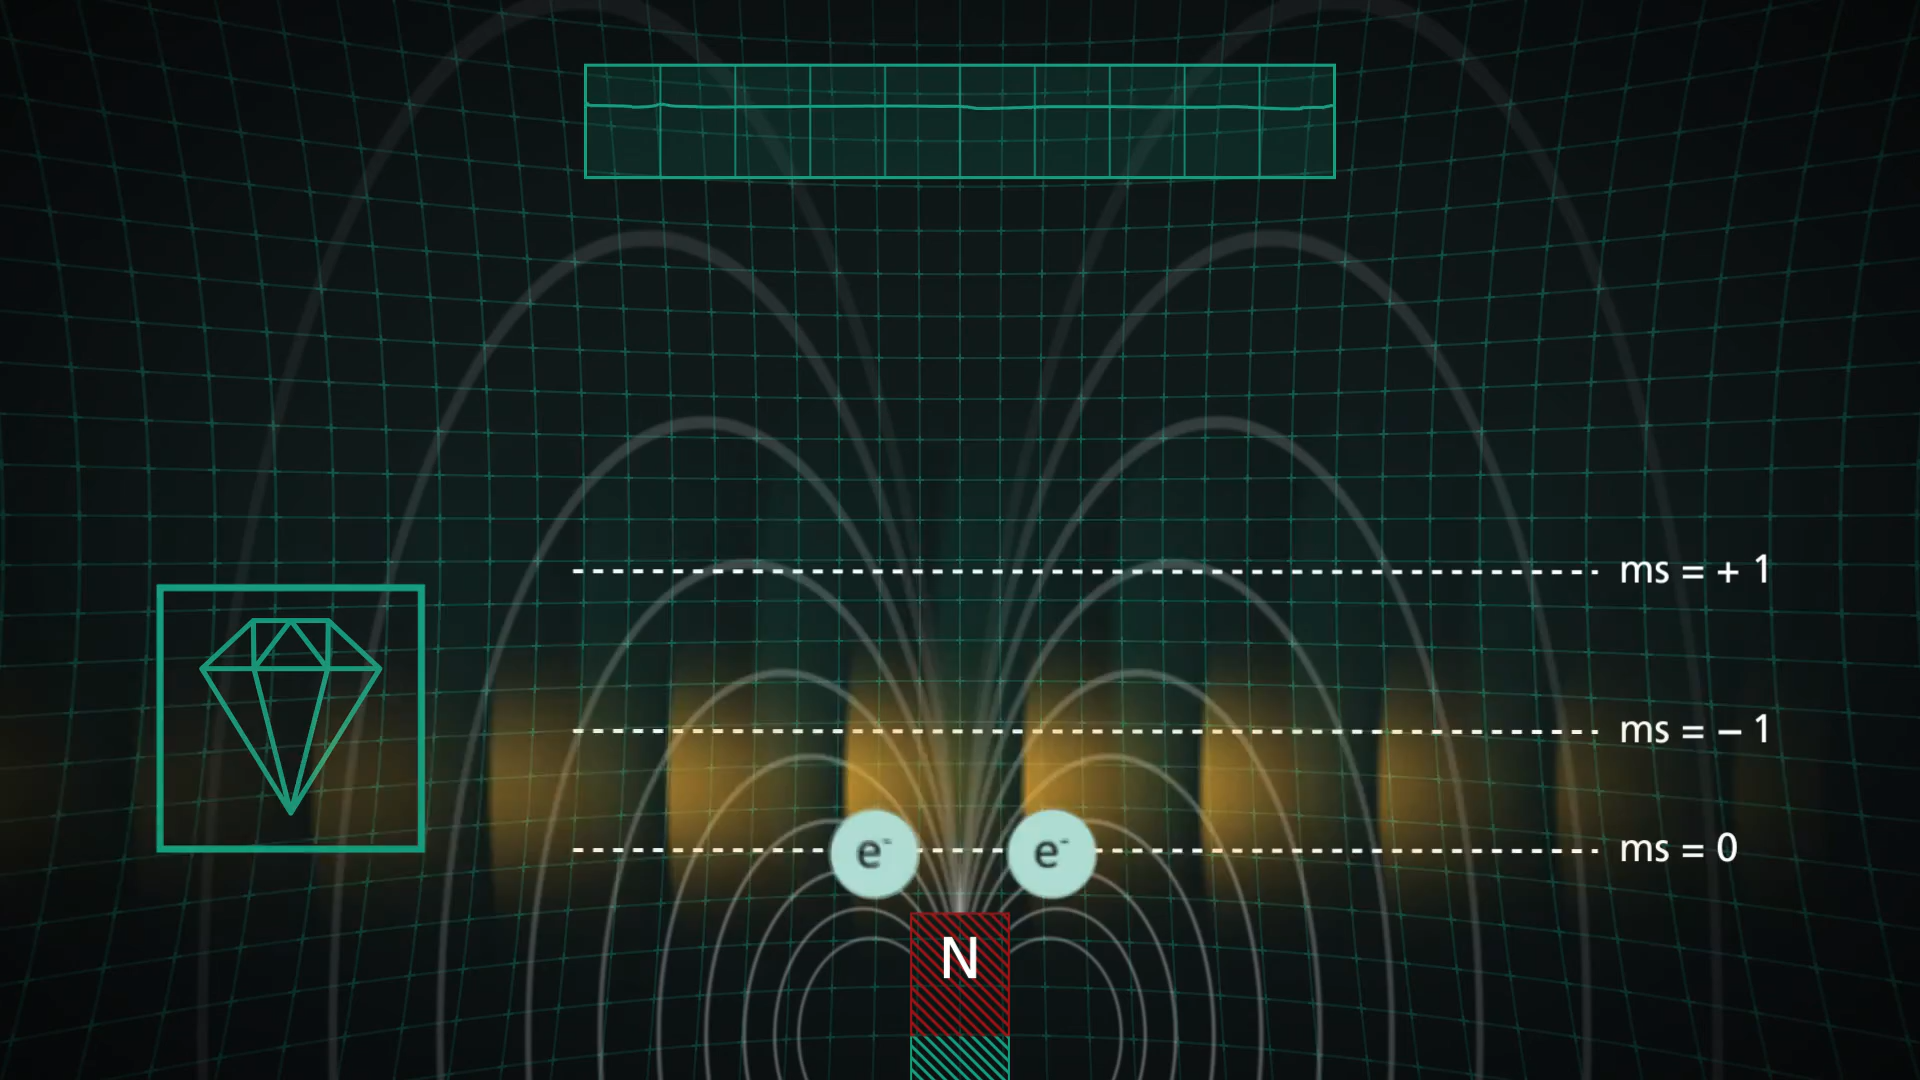 ms = + 1
ms = – 1
e⁻ e⁻ ms = 0
N